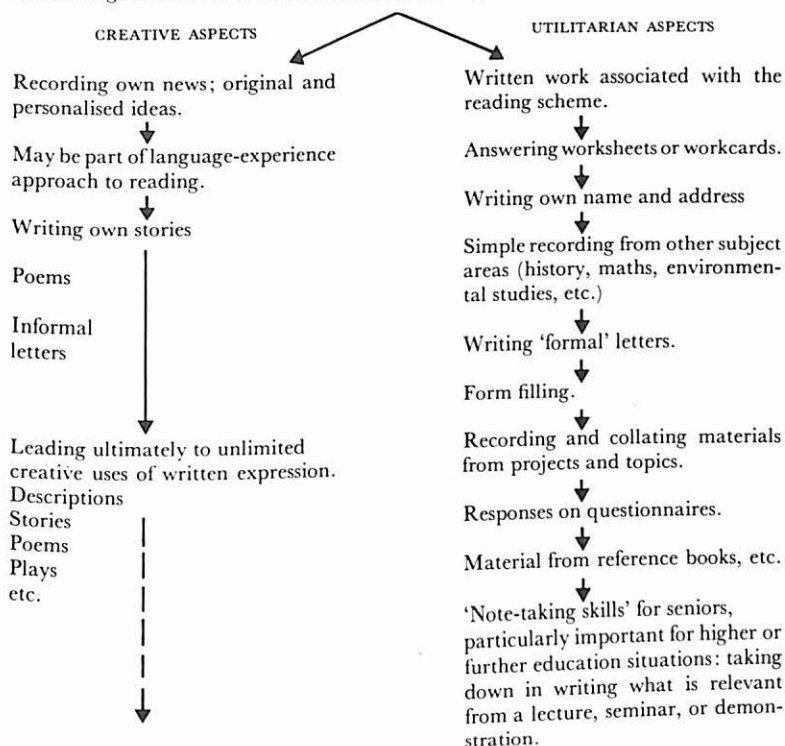 CREATIVE ASPECTS
Recording own news; original and
personalised ideas.
May be part of language-experience
approach to reading.
Writing own stories
Poems
Informal
letters
Leading ultimately to unlimited
creative uses of written expression.
Descriptions
Stories
Poems
Plays
etc.
UTILITARIAN ASPECTS
Written work associated with the
reading scheme.
Answering worksheets or workcards.
Writing own name and address
Simple recording from other subject
areas (history, maths, environmen-
tal studies, etc.)
Writing ‘formal’ letters.
Form filling.
Recording and collating materials
from projects and topics.
Responses on questionnaires.
Material from reference books, etc.
‘Note-taking skills’ for seniors,
particularly important for higher or
further education situations: taking
down in writing what is relevant
from a lecture, seminar, or demon-
stration.